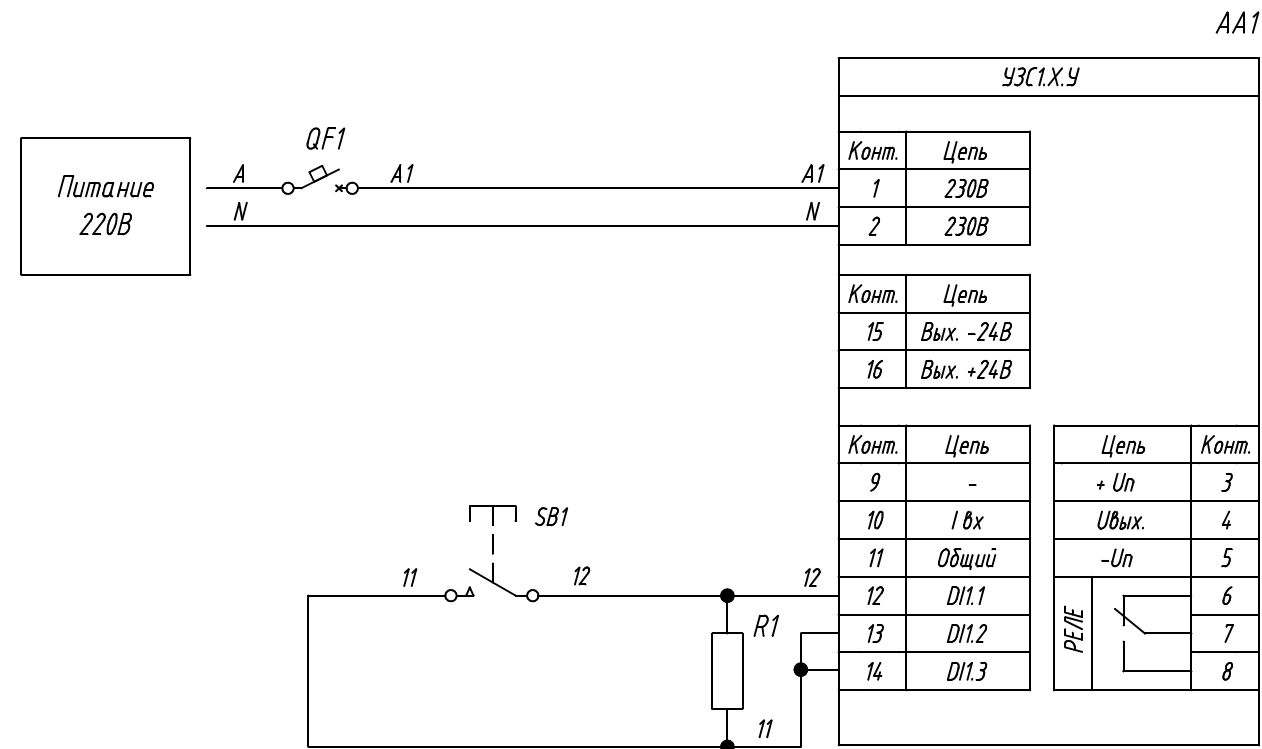 AA1
УЗС1.Х.У
Питание
220В
QF1
A
A1
A1
N
N
Конт. Цепь
1 230В
2 230В
Конт. Цепь
15 Вых. -24В
16 Вых. +24В
Конт. Цепь
9 -
10 I вх
11 Общий
12 DI1.1
13 DI1.2
14 DI1.3
Цепь Конт.
+ Uп 3
Uвых. 4
-Uп 5
РЕЛЕ
6
7
8
SB1
11
12
12
R1
11